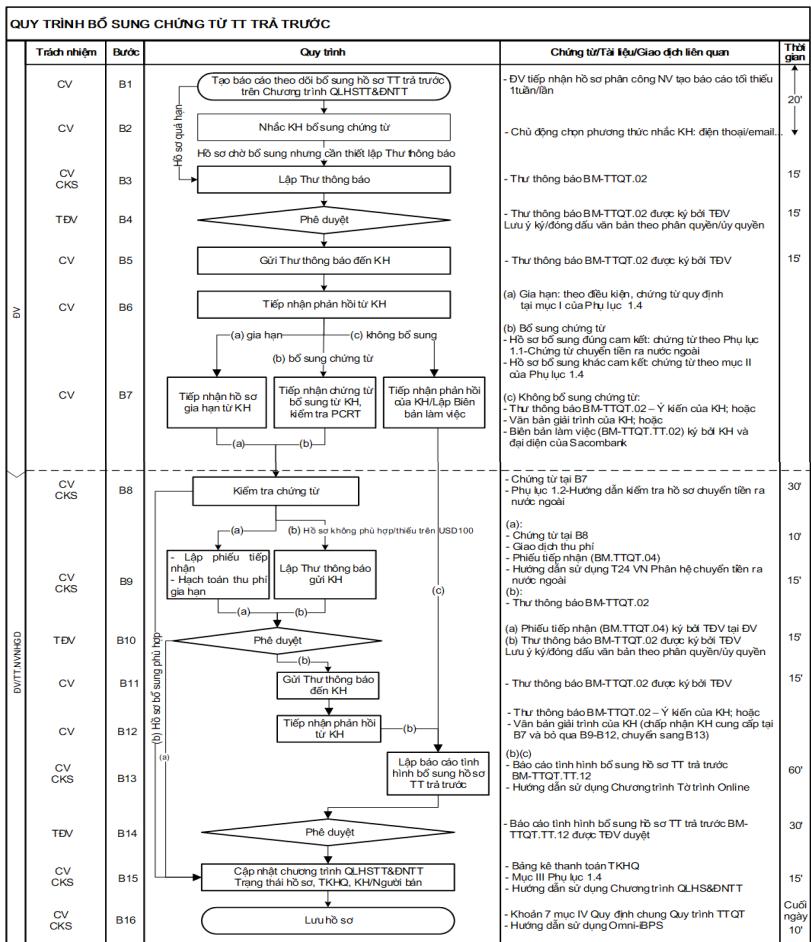 QUY TRÌNH BỔ SUNG CHỨNG TỪ TT TRẢ TRƯỚC
Trách nhiệm
Bước
Quy trình
Chứng từ/Tài liệu/Giao dịch liên quan
Thời
gian
ĐV
CV
B1
Tạo báo cáo theo dõi bổ sung hồ sơ TT trả trước
trên Chương trình QLHSTT&ĐNTT
- ĐV tiếp nhận hồ sơ phân công NV tạo báo cáo tối thiểu
1tuần/lần
20'
Hồ sơ quá hạn
CV
B2
Nhắc KH bổ sung chứng từ
- Chủ động chọn phương thức nhắc KH: điện thoại/email...
Hồ sơ chờ bổ sung nhưng cần thiết lập Thư thông báo
CV
CKS
B3
Lập Thư thông báo
- Thư thông báo BM-TTQT.02
15'
TĐV
B4
Phê duyệt
- Thư thông báo BM-TTQT.02 được ký bởi TĐV
Lưu ý ký/đóng dấu văn bản theo phân quyền/ủy quyền
15'
CV
B5
Gửi Thư thông báo đến KH
- Thư thông báo BM-TTQT.02 được ký bởi TĐV
15'
CV
B6
Tiếp nhận phản hồi từ KH
(a) Gia hạn: theo điều kiện, chứng từ quy định
tại mục I của Phụ lục 1.4
(a) gia hạn
(c) không bổ sung
(b) bổ sung chứng từ
(b) Bổ sung chứng từ
- Hồ sơ bổ sung đúng cam kết: chứng từ theo Phụ lục
1.1-Chứng từ chuyển tiền ra nước ngoài
- Hồ sơ bổ sung khác cam kết: chứng từ theo mục II
của Phụ lục 1.4
CV
B7
Tiếp nhận hồ sơ
gia hạn từ KH
Tiếp nhận chứng từ
bổ sung từ KH,
kiểm tra PCRT
Tiếp nhận phản hồi
của KH/Lập Biên
bản làm việc
(c) Không bổ sung chứng từ:
- Thư thông báo BM-TTQT.02 – Ý kiến của KH; hoặc
- Văn bản giải trình của KH; hoặc
- Biên bản làm việc (BM-TTQT.TT.02) ký bởi KH và
đại diện của Sacombank
(a)
(b)
ĐV/TT.NVNHGD
CV
CKS
B8
Kiểm tra chứng từ
- Chứng từ tại B7
- Phụ lục 1.2-Hướng dẫn kiểm tra hồ sơ chuyển tiền ra
nước ngoài
30'
(a)
(b) Hồ sơ không phù hợp/thiếu trên USD100
CV
CKS
B9
- Lập phiếu tiếp
nhận
- Hạch toán thu phí
gia hạn
Lập Thư thông báo
gửi KH
(c)
(a):
- Chứng từ tại B8
- Giao dịch thu phí
- Phiếu tiếp nhận (BM.TTQT.04)
- Hướng dẫn sử dụng T24 VN Phân hệ chuyển tiền ra
nước ngoài
(b):
- Thư thông báo BM-TTQT.02
10'
15'
(a)
(b)
TĐV
B10
Phê duyệt
(a) Phiếu tiếp nhận (BM.TTQT.04) ký bởi TĐV tại ĐV
(b) Thư thông báo BM-TTQT.02 được ký bởi TĐV
Lưu ý ký/đóng dấu văn bản theo phân quyền/ủy quyền
15'
(b) Hồ sơ bổ sung phù hợp
(b)
CV
B11
Gửi Thư thông báo
đến KH
- Thư thông báo BM-TTQT.02 được ký bởi TĐV
15'
CV
B12
Tiếp nhận phản hồi
từ KH
(b)
- Thư thông báo BM-TTQT.02 – Ý kiến của KH; hoặc
- Văn bản giải trình của KH (chấp nhận KH cung cấp tại
B7 và bỏ qua B9-B12, chuyển sang B13)
(a)
CV
CKS
B13
Lập báo cáo tình
hình bổ sung hồ sơ
TT trả trước
(b)(c)
- Báo cáo tình hình bổ sung hồ sơ TT trả trước
BM-TTQT.TT.12
- Hướng dẫn sử dụng Chương trình Tờ trình Online
60'
TĐV
B14
Phê duyệt
- Báo cáo tình hình bổ sung hồ sơ TT trả trước BM-
TTQT.TT.12 được TĐV duyệt
30'
CV
CKS
B15
Cập nhật chương trình QLHSTT&ĐNTT
Trạng thái hồ sơ, TKHQ, KH/Người bán
- Bảng kê thanh toán TKHQ
- Mục III Phụ lục 1.4
- Hướng dẫn sử dụng Chương trình QLHS&ĐNTT
15'
CV
CKS
B16
Lưu hồ sơ
- Khoản 7 mục IV Quy định chung Quy trình TTQT
- Hướng dẫn sử dụng Omni-iBPS
Cuối
ngày
10'